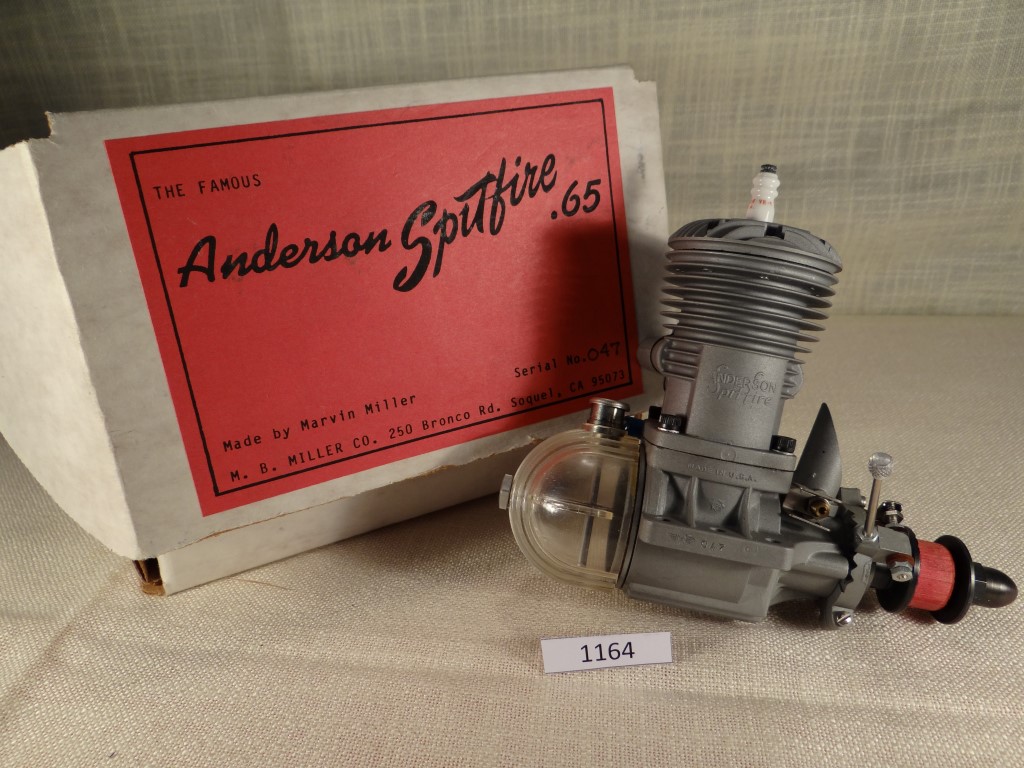 THE FAMOUS
Anderson Spitfire
.65
Serial No. 047
Made by Marvin Miller
M. B. MILLER CO. 250 Bronco Rd. Soquel, CA 95073
ANDERSON
Spitfire
U.S.A.
1164